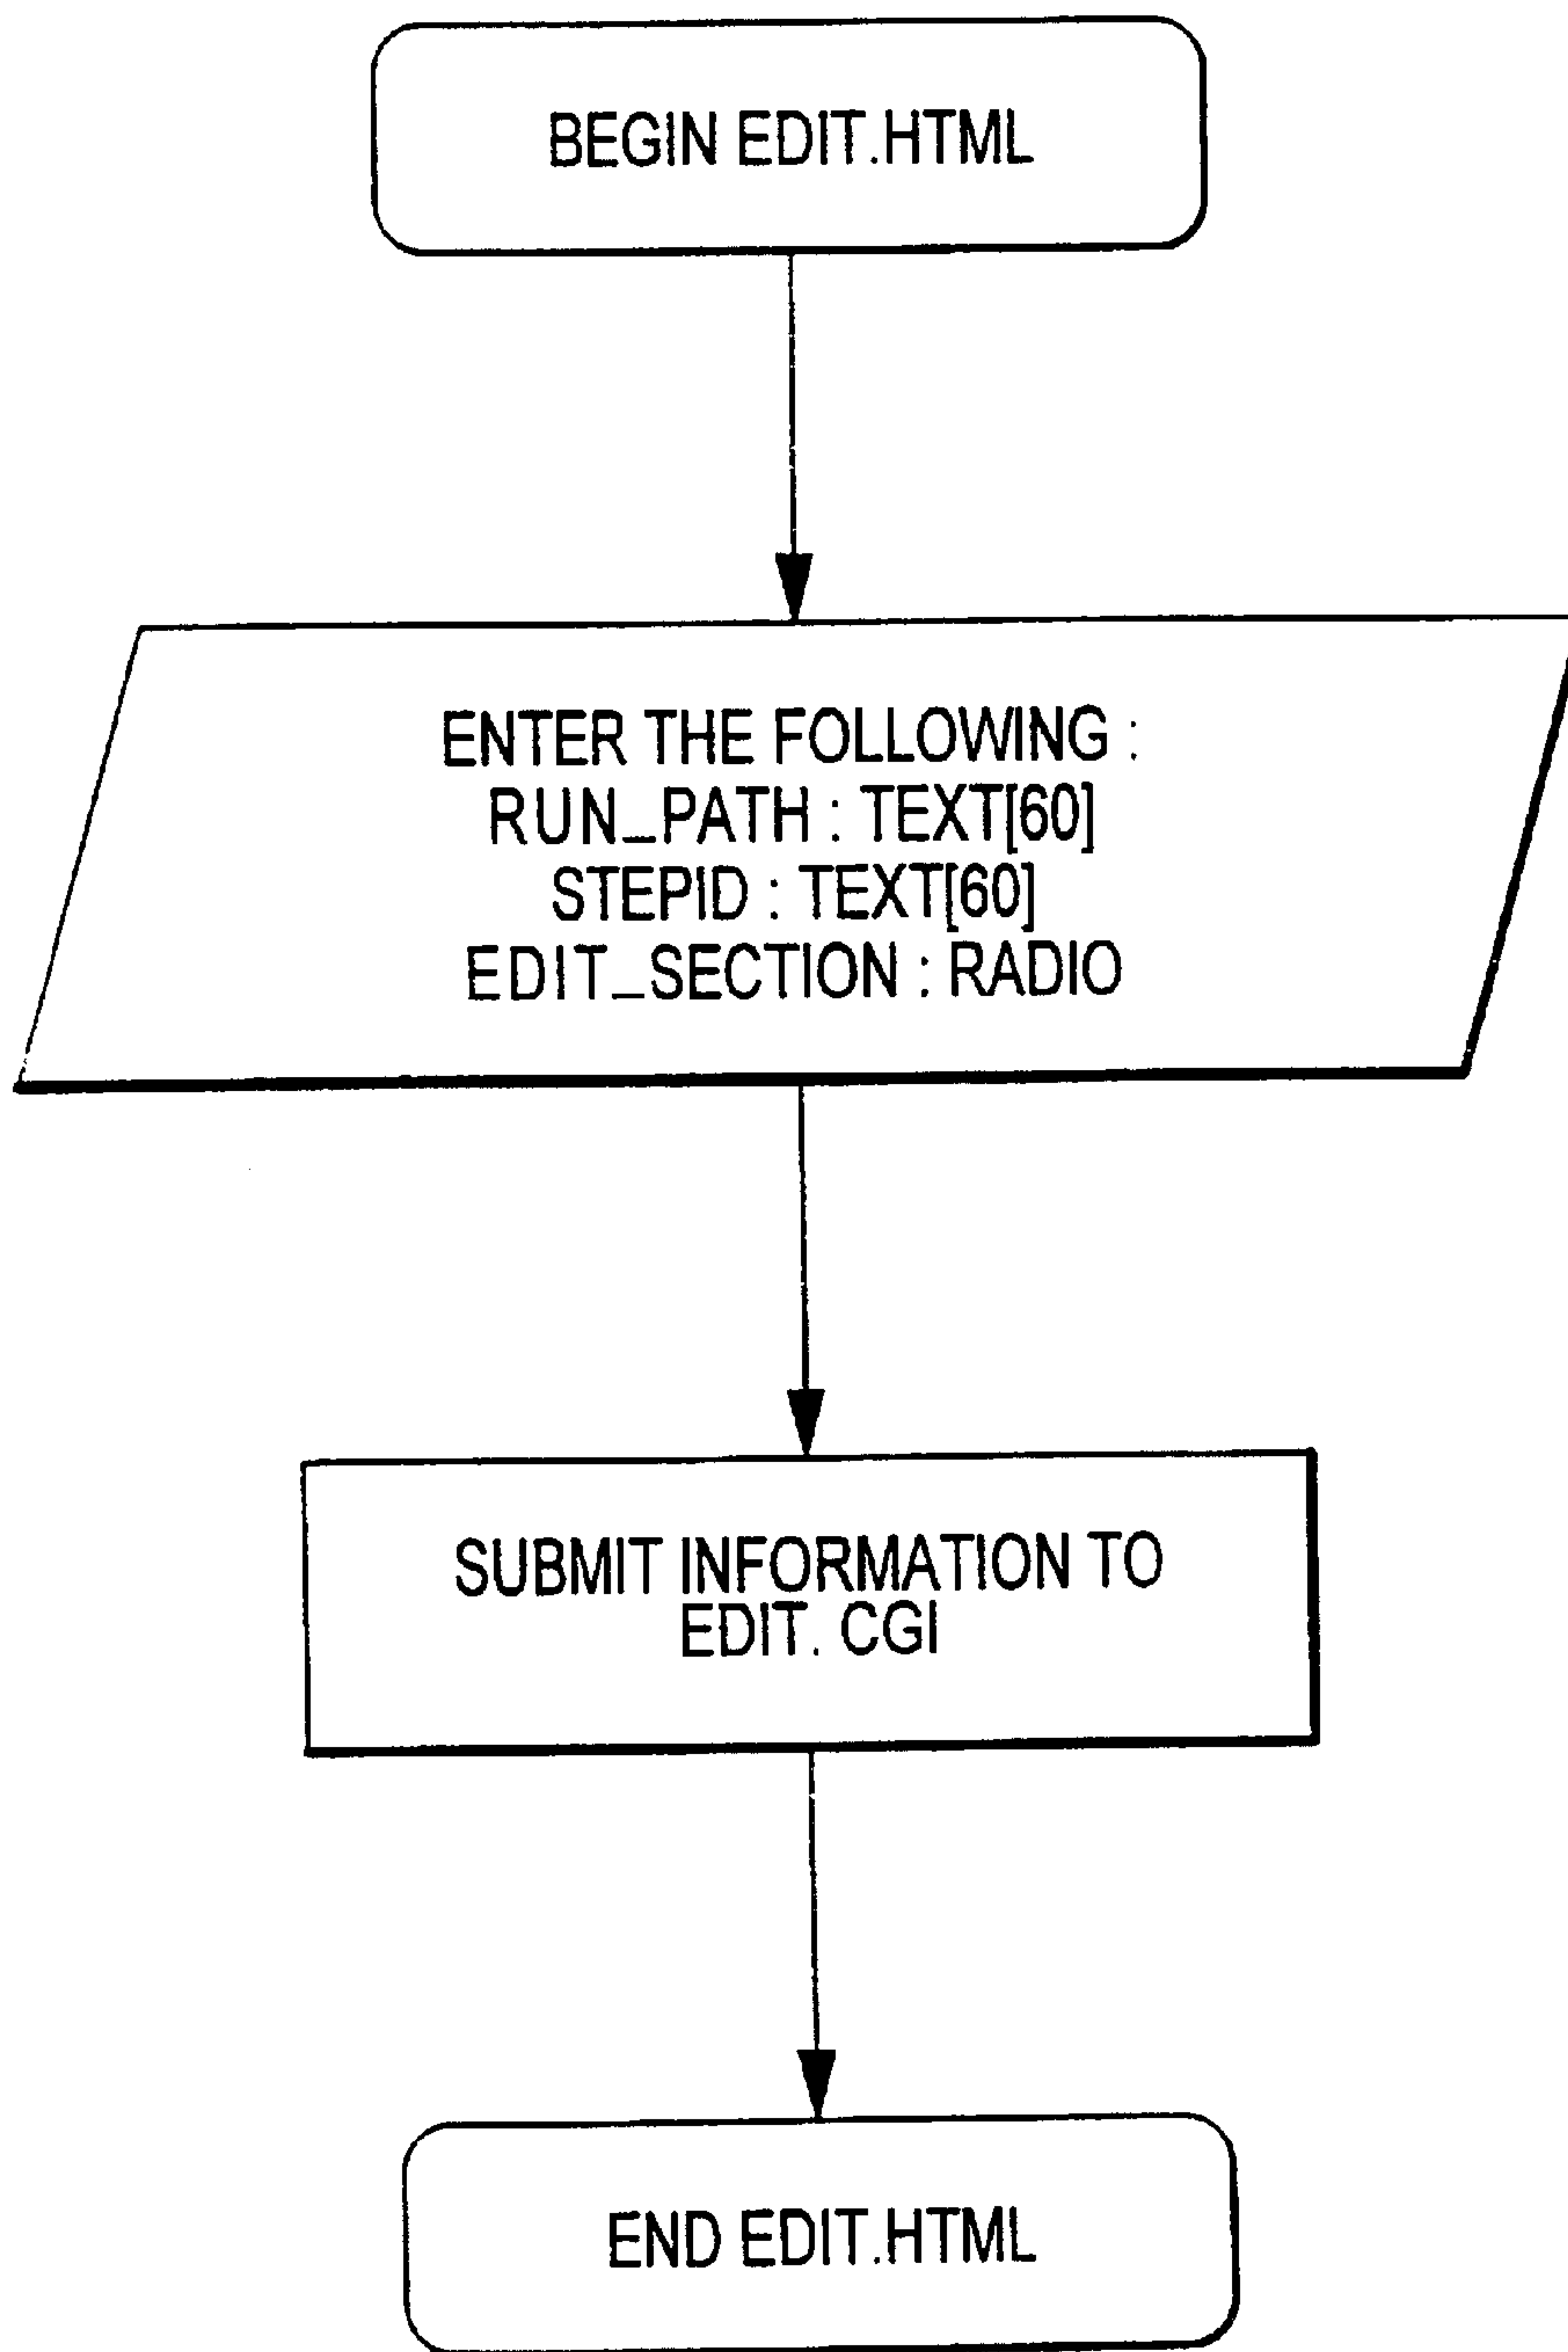 BEGIN EDIT.HTML
ENTER THE FOLLOWING :
RUN_PATH : TEXT[60]
STEPID : TEXT[60]
EDIT_SECTION : RADIO
SUBMIT INFORMATION TO
EDIT. CGI
END EDIT.HTML